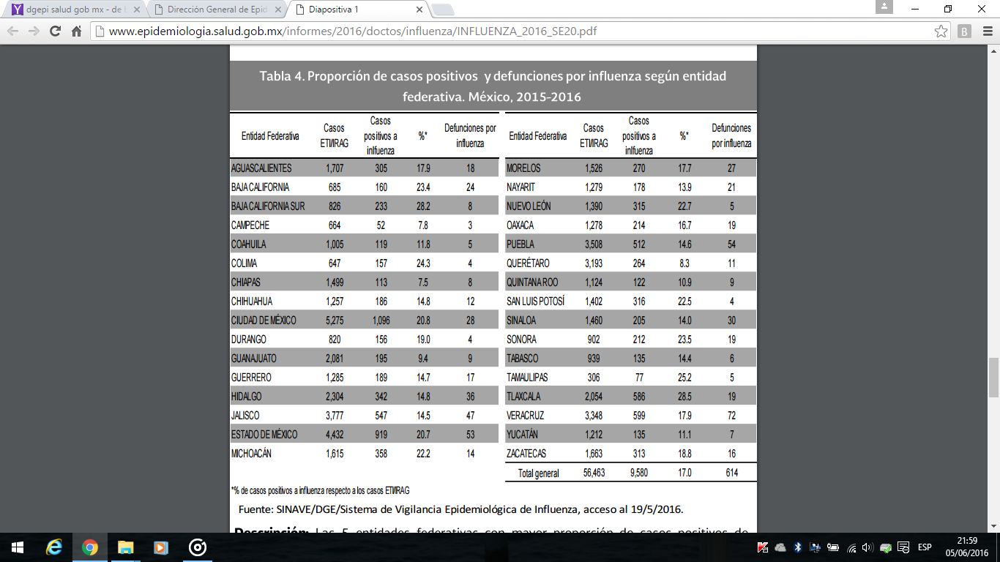 dgepi salud gob mx - de b
Dirección General de Epid
Diapositiva 1
www.epidemiologia.salud.gob.mx/informes/2016/doctos/influenza/INFLUENZA_2016_SE20.pdf
Tabla 4. Proporción de casos positivos y defunciones por influenza según entidad
federativa. México, 2015-2016
Entidad Federativa Casos ETI/IRAG Casos positivos a inlfuenza %* Defunciones por influenza
AGUASCALIENTES 1,707 305 17.9 18
BAJA CALIFORNIA 685 160 23.4 24
BAJA CALIFORNIA SUR 826 233 28.2 8
CAMPECHE 664 52 7.8 3
COAHUILA 1,005 119 11.8 5
COLIMA 647 157 24.3 4
CHIAPAS 1,499 113 7.5 8
CHIHUAHUA 1,257 186 14.8 12
CIUDAD DE MÉXICO 5,275 1,096 20.8 28
DURANGO 820 156 19.0 4
GUANAJUATO 2,081 195 9.4 9
GUERRERO 1,285 189 14.7 17
HIDALGO 2,304 342 14.8 36
JALISCO 3,777 547 14.5 47
ESTADO DE MÉXICO 4,432 919 20.7 53
MICHOACÁN 1,615 358 22.2 14
Entidad Federativa Casos ETI/IRAG Casos positivos a inlfuenza %* Defunciones por influenza
MORELOS 1,526 270 17.7 27
NAYARIT 1,279 178 13.9 21
NUEVO LEÓN 1,390 315 22.7 5
OAXACA 1,278 214 16.7 19
PUEBLA 3,508 512 14.6 54
QUERÉTARO 3,193 264 8.3 11
QUINTANA ROO 1,124 122 10.9 9
SAN LUIS POTOSÍ 1,402 316 22.5 4
SINALOA 1,460 205 14.0 30
SONORA 902 212 23.5 19
TABASCO 939 135 14.4 6
TAMAULIPAS 306 77 25.2 5
TLAXCALA 2,054 586 28.5 19
VERACRUZ 3,348 599 17.9 72
YUCATÁN 1,212 135 11.1 7
ZACATECAS 1,663 313 18.8 16
Total general 56,463 9,580 17.0 614
*% de casos positivos a influenza respecto a los casos ETI/IRAG
Fuente: SINAVE/DGE/Sistema de Vigilancia Epidemiológica de Influenza, acceso al 19/5/2016.
Descripción: Las 5 entidades federativas con mayor proporción de casos positivos de
ESP
21:59
05/06/2016